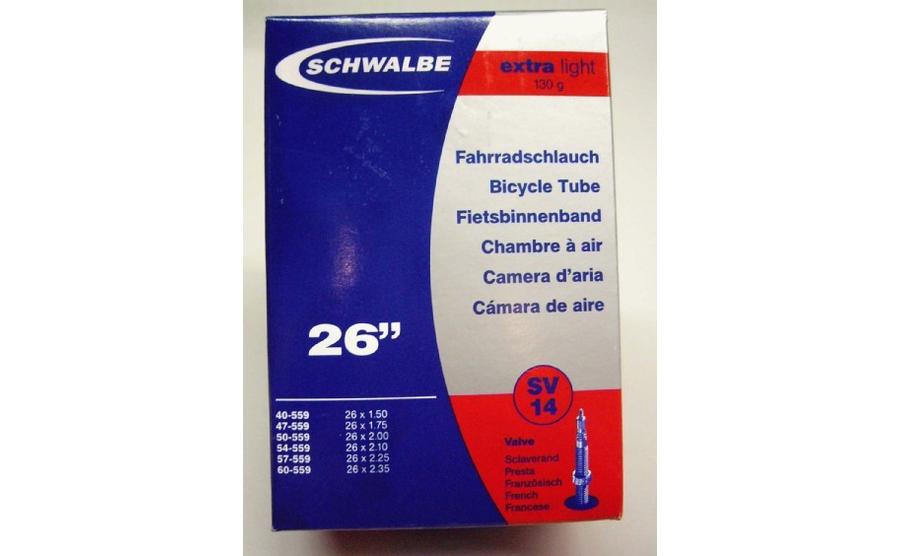 SCHWALBE
extra light
130 g
Fahrradschlauch
Bicycle Tube
Fietsbinnenband
Chambre à air
Camera d'aria
Cámara de aire
26”
40-559 26 x 1.50
47-559 26 x 1.75
50-559 26 x 2.00
54-559 26 x 2.10
57-559 26 x 2.25
60-559 26 x 2.35
SV
14
Valve
Sclaverand
Presta
Französisch
French
Francese